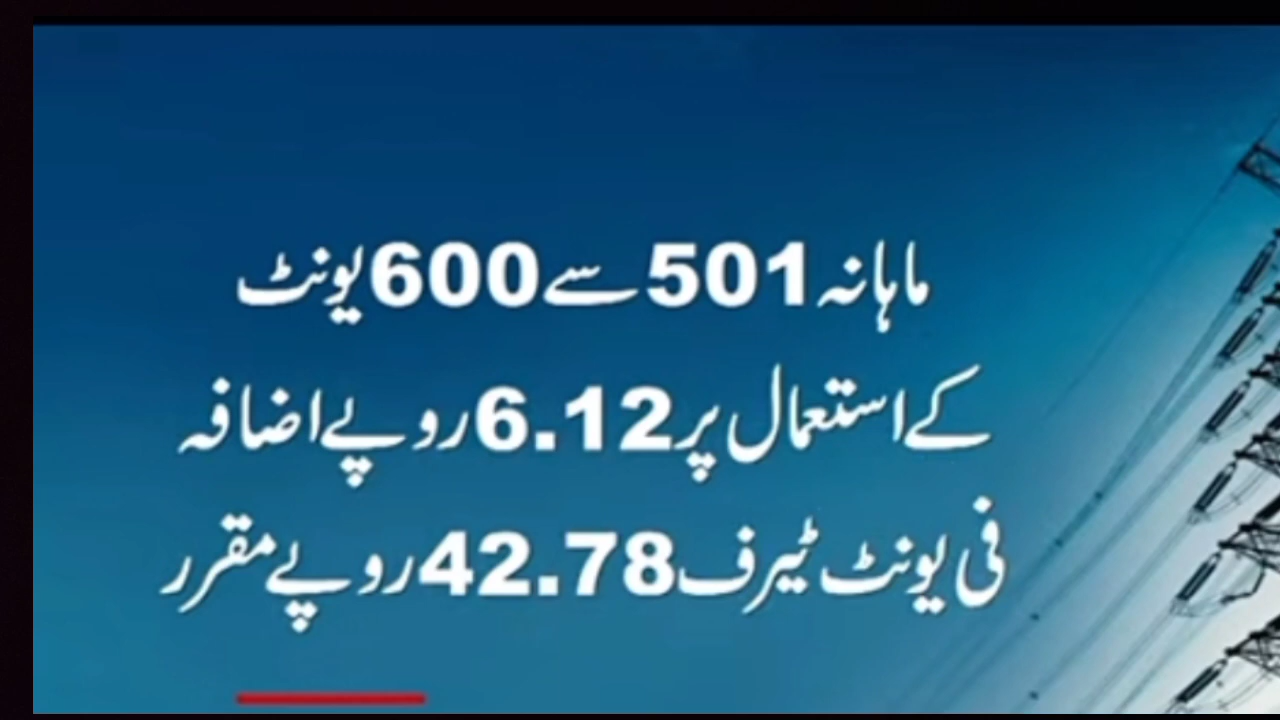 ماہانہ 501 سے 600 یونٹ
کے استعمال پر 6.12 روپے اضافہ
فی یونٹ ٹیرف 42.78 روپے مقرر